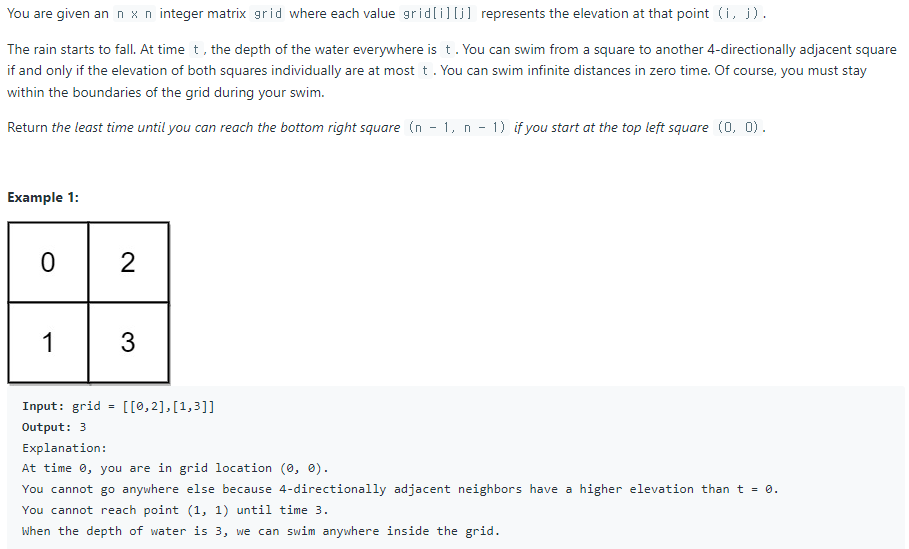 You are given an n x n integer matrix grid where each value grid[i][j] represents the elevation at that point (i, j).
The rain starts to fall. At time t, the depth of the water everywhere is t. You can swim from a square to another 4-directionally adjacent square
if and only if the elevation of both squares individually are at most t. You can swim infinite distances in zero time. Of course, you must stay
within the boundaries of the grid during your swim.
Return the least time until you can reach the bottom right square (n - 1, n - 1) if you start at the top left square (0, 0).
Example 1:
0 2
1 3
Input: grid = [[0,2],[1,3]]
Output: 3
Explanation:
At time 0, you are in grid location (0, 0).
You cannot go anywhere else because 4-directionally adjacent neighbors have a higher elevation than t = 0.
You cannot reach point (1, 1) until time 3.
When the depth of water is 3, we can swim anywhere inside the grid.